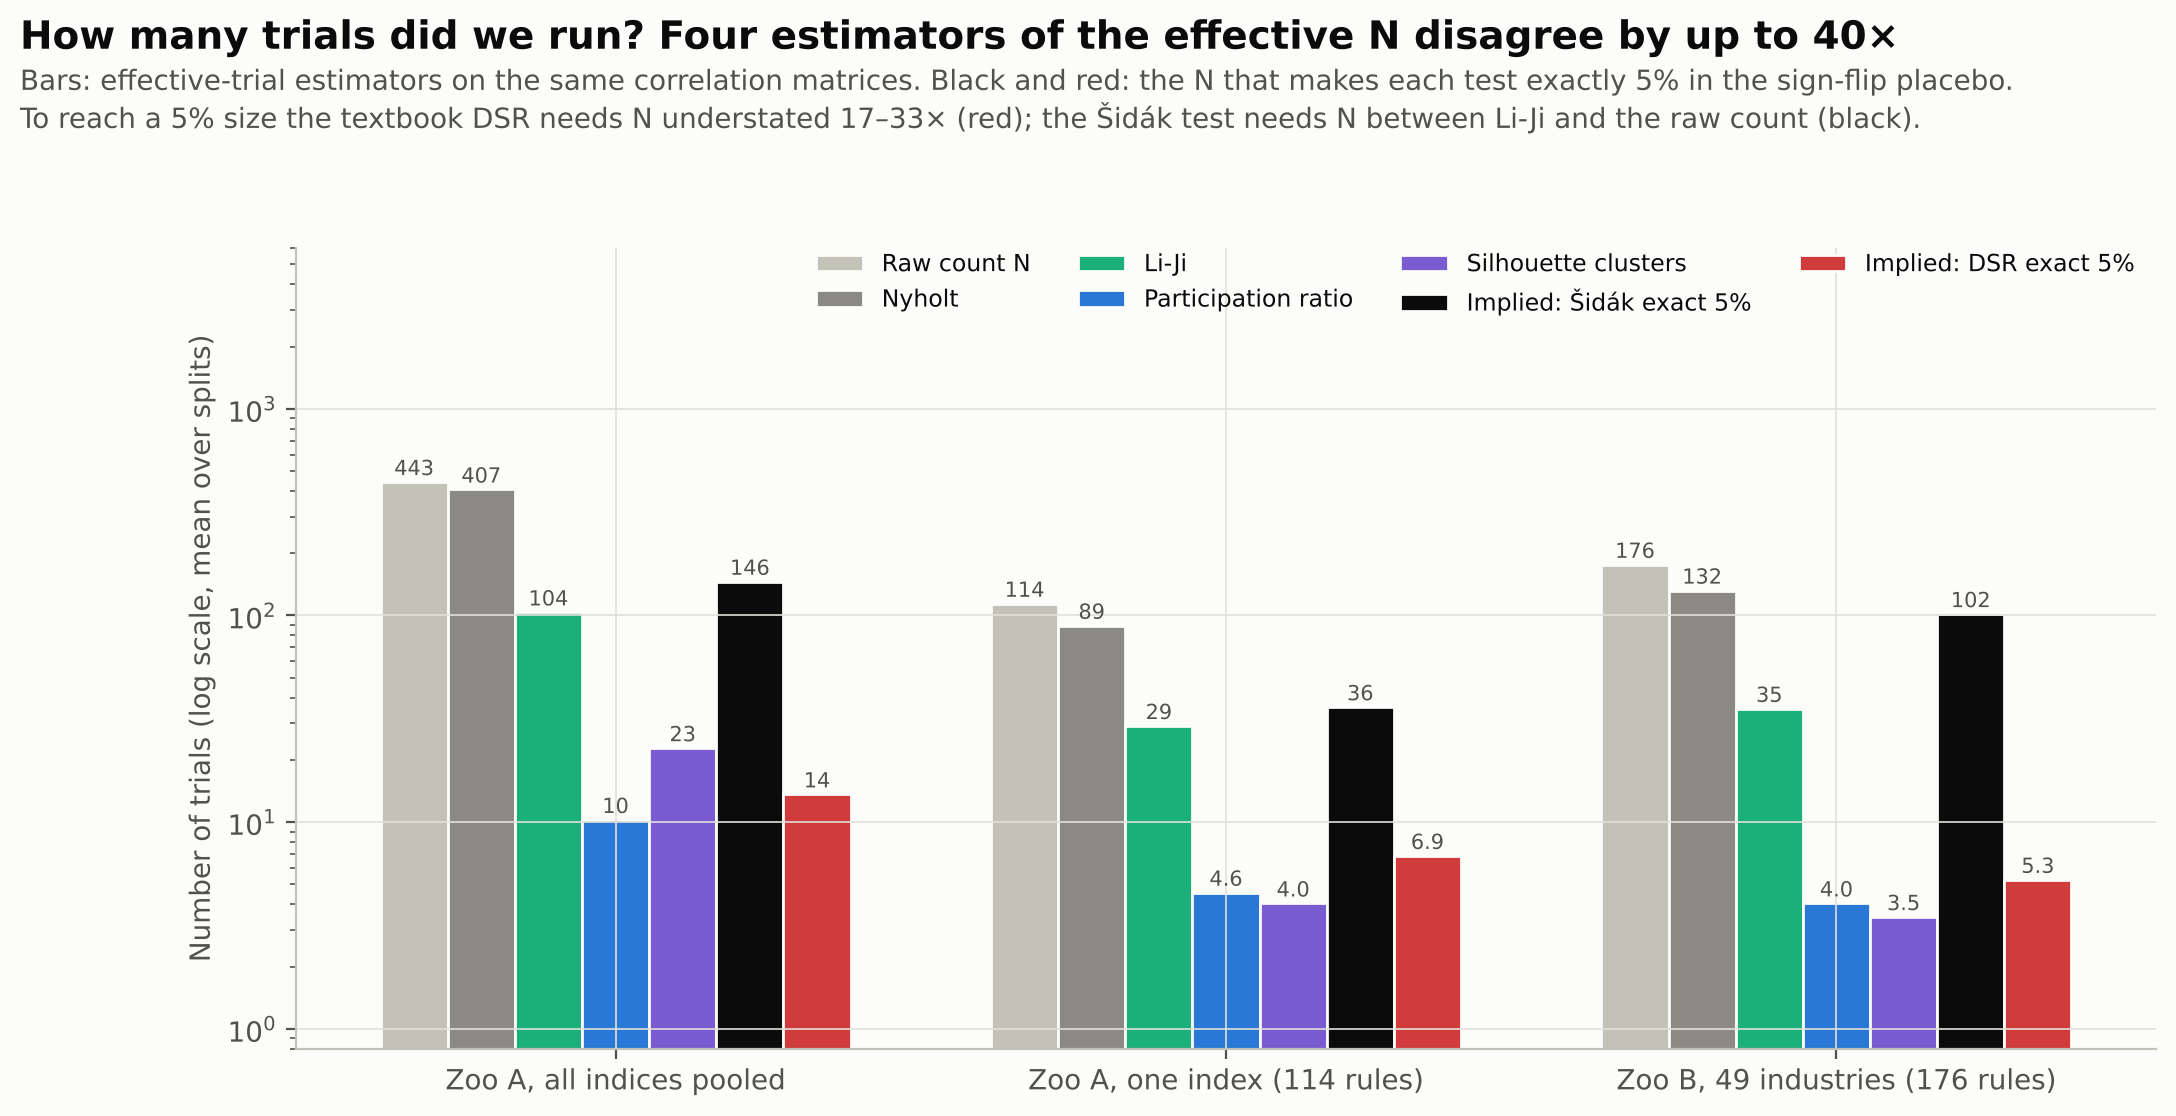 How many trials did we run? Four estimators of the effective N disagree by up to 40×
Bars: effective-trial estimators on the same correlation matrices. Black and red: the N that makes each test exactly 5% in the sign-flip placebo.
To reach a 5% size the textbook DSR needs N understated 17–33× (red); the Šidák test needs N between Li-Ji and the raw count (black).
Raw count N
Nyholt
Li-Ji
Participation ratio
Silhouette clusters
Implied: Šidák exact 5%
Implied: DSR exact 5%
Number of trials (log scale, mean over splits)
10³
10²
10¹
10⁰
443
407
104
10
23
146
14
114
89
29
4.6
4.0
36
6.9
176
132
35
4.0
3.5
102
5.3
Zoo A, all indices pooled
Zoo A, one index (114 rules)
Zoo B, 49 industries (176 rules)